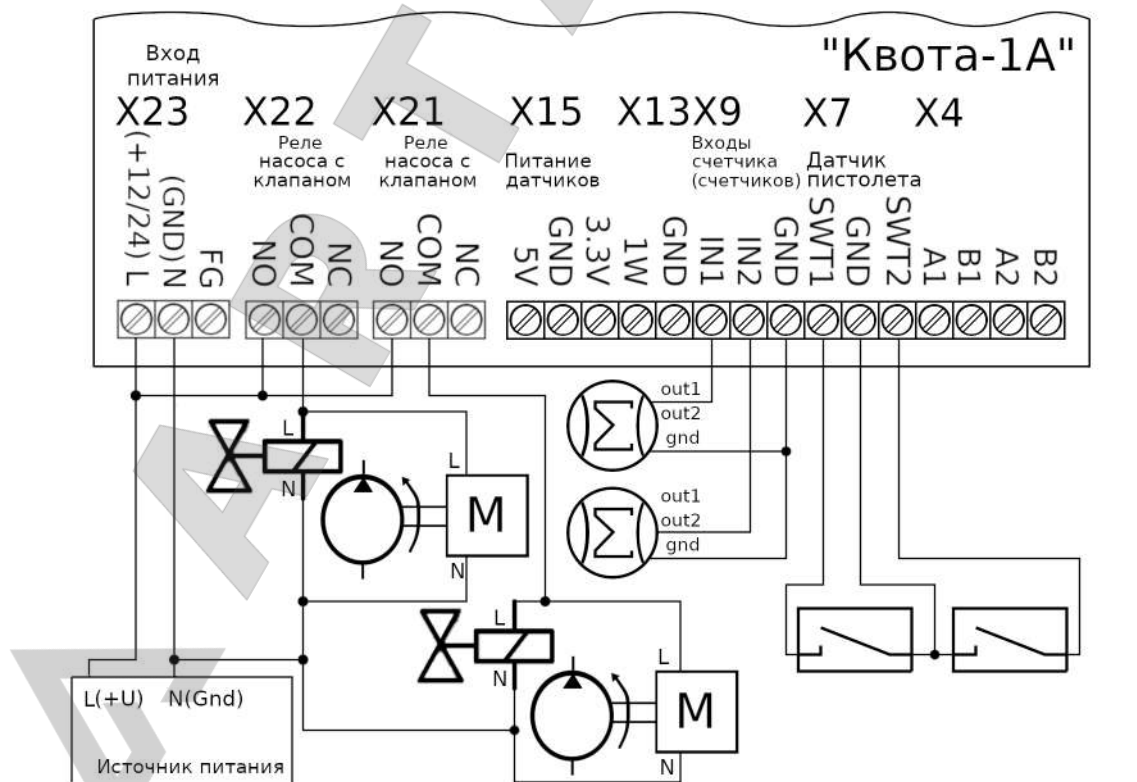 "Квота-1А"
Вход
питания
X23 X22 X21 X15 X13 X9 X7 X4
Реле
насоса с
клапаном
Реле
насоса с
клапаном
Питание
датчиков
Входы
счетчика
(счетчиков)
Датчик
пистолета
(+12/24) L
(GND) N
FG
NO
COM
NC
NO
COM
NC
5V
GND
3.3V
1W
GND
IN1
IN2
GND
SWT1
GND
SWT2
A1
B1
A2
B2
out1
out2
gnd
L
N
L
M
N
out1
out2
gnd
L
N
L
M
N
L(+U) N(Gnd)
Источник питания